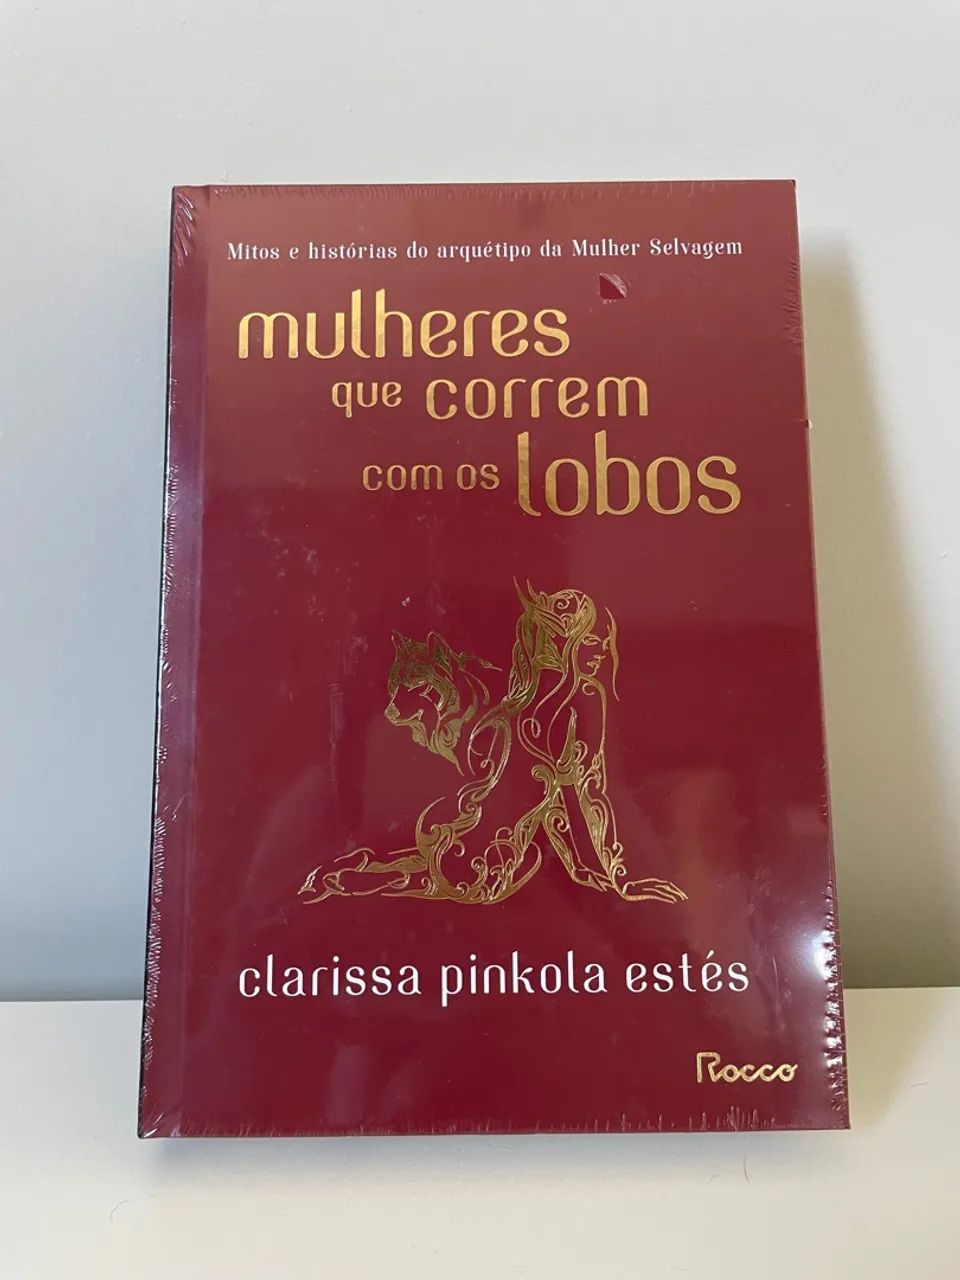 Mitos e histórias do arquétipo da Mulher Selvagem
mulheres
que correm
com os lobos
clarissa pinkola estés
Rocco